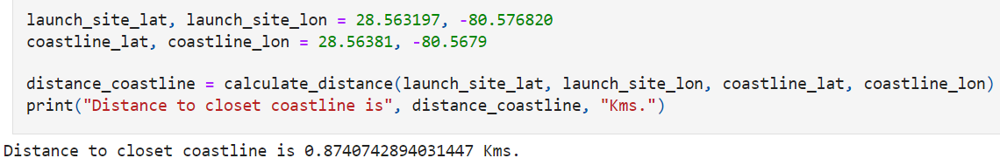 launch_site_lat, launch_site_lon = 28.563197, -80.576820
coastline_lat, coastline_lon = 28.56381, -80.5679
distance_coastline = calculate_distance(launch_site_lat, launch_site_lon, coastline_lat, coastline_lon)
print("Distance to closet coastline is", distance_coastline, "Kms.")
Distance to closet coastline is 0.8740742894031447 Kms.